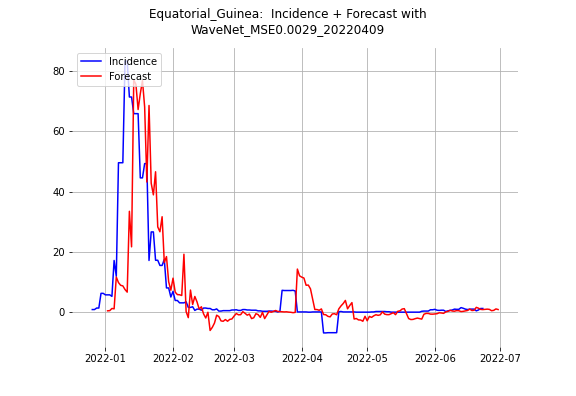 Equatorial_Guinea:  Incidence + Forecast with
WaveNet_MSE0.0029_20220409
Incidence
Forecast
80
60
40
20
0
2022-01 2022-02 2022-03 2022-04 2022-05 2022-06 2022-07